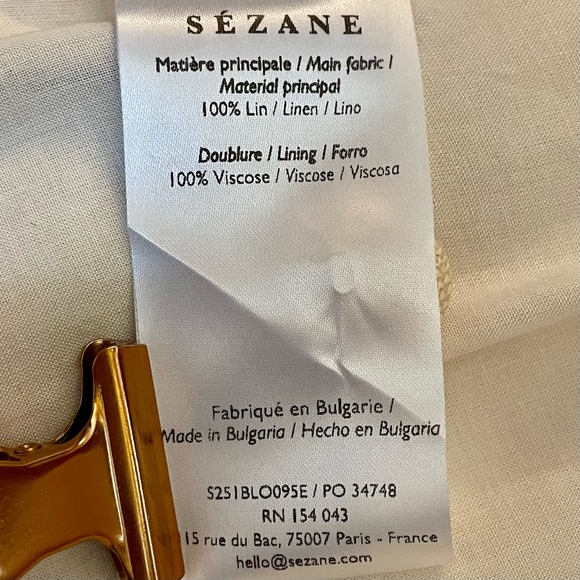 SÉZANE
Matière principale / Main fabric /
Material principal
100% Lin / Linen / Lino
Doublure / Lining / Forro
100% Viscose / Viscose / Viscosa
Fabriqué en Bulgarie /
Made in Bulgaria / Hecho en Bulgaria
S251BLO095E / PO 34748
RN 154 043
15 rue du Bac, 75007 Paris - France
hello@sezane.com